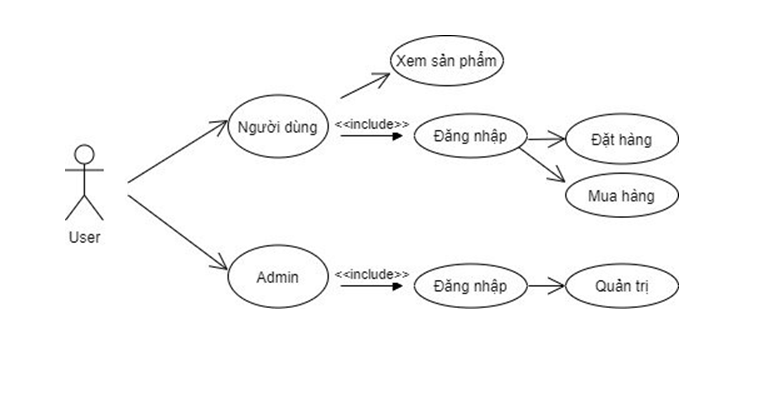 Xem sản phẩm
Người dùng
<<include>>
Đăng nhập
Đặt hàng
Mua hàng
User
Admin
<<include>>
Đăng nhập
Quản trị